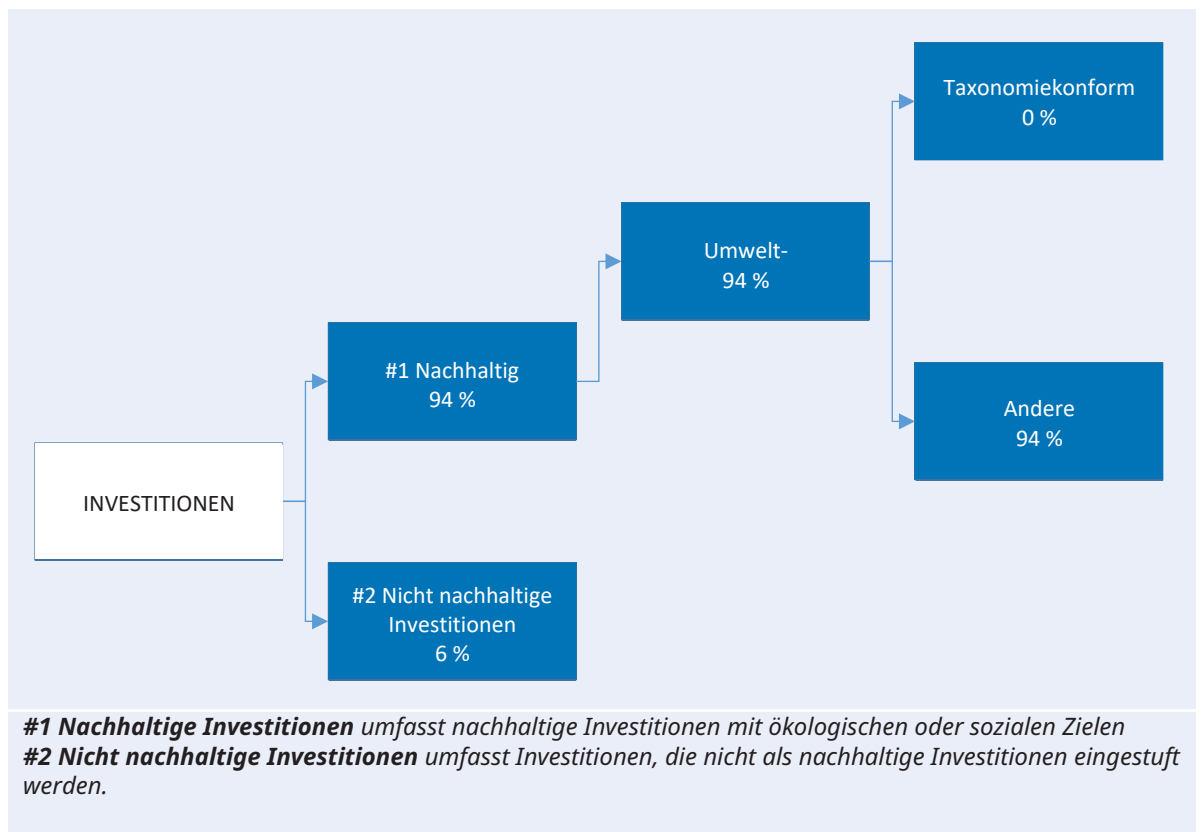 Taxonomiekonform
0 %
Umwelt-
94 %
#1 Nachhaltig
94 %
Andere
94 %
INVESTITIONEN
#2 Nicht nachhaltige
Investitionen
6 %
#1 Nachhaltige Investitionen umfasst nachhaltige Investitionen mit ökologischen oder sozialen Zielen
#2 Nicht nachhaltige Investitionen umfasst Investitionen, die nicht als nachhaltige Investitionen eingestuft
werden.